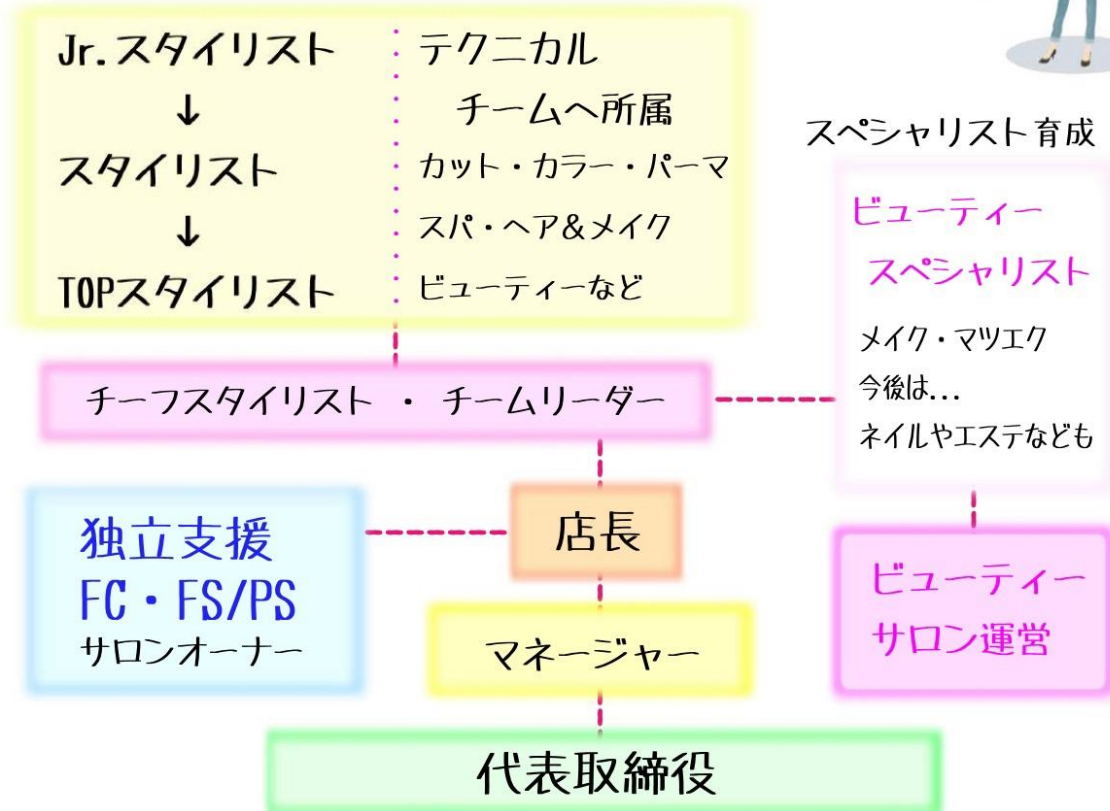 Jr.スタイリスト
↓
スタイリスト
↓
TOPスタイリスト
テクニカル
チームへ所属
カット・カラー・パーマ
スパ・ヘア&メイク
ビューティーなど
スペシャリスト育成
ビューティー
スペシャリスト
メイク・マツエク
今後は...
ネイルやエステなども
チーフスタイリスト ・ チームリーダー
独立支援
FC・FS/PS
サロンオーナー
店長
マネージャー
ビューティー
サロン運営
代表取締役